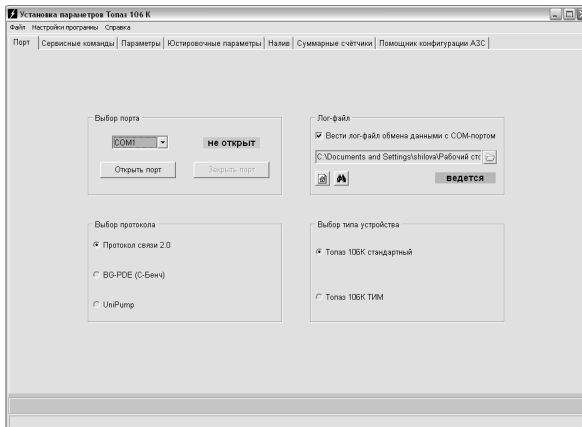 Установка параметров Топаз 106 К
Файл Настройки программы Справка
Порт Сервисные команды Параметры Юстировочные параметры Налив Суммарные счётчики Помощник конфигурации АЗС
Выбор порта
COM1
не открыт
Открыть порт
Закрыть порт
Лог-файл
Вести лог-файл обмена данными с COM-портом
C:\Documents and Settings\shilova\Рабочий сто
ведется
Выбор протокола
Протокол связи 2.0
BG-PDE (С-Бенч)
UniPump
Выбор типа устройства
Топаз 106К стандартный
Топаз 106К ТИМ